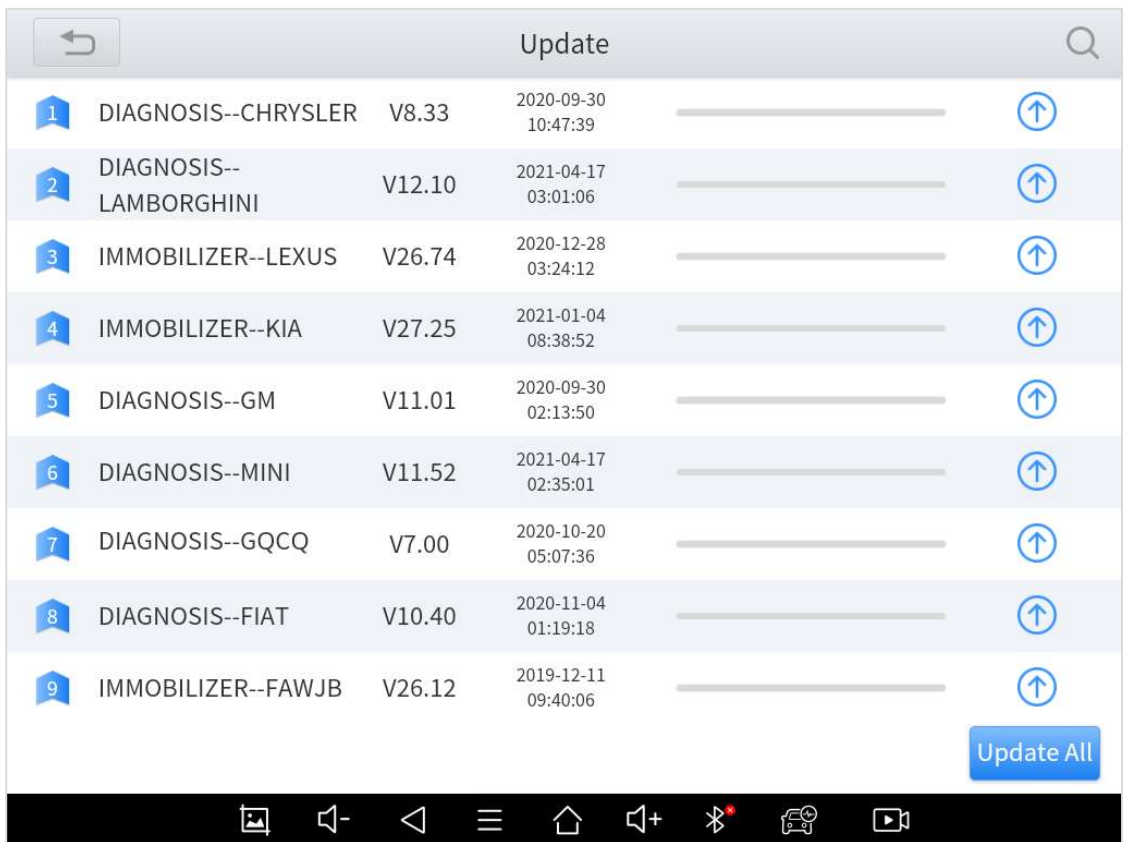 Update
1 DIAGNOSIS--CHRYSLER V8.33 2020-09-30
10:47:39
2 DIAGNOSIS--
LAMBORGHINI V12.10 2021-04-17
03:01:06
3 IMMOBILIZER--LEXUS V26.74 2020-12-28
03:24:12
4 IMMOBILIZER--KIA V27.25 2021-01-04
08:38:52
5 DIAGNOSIS--GM V11.01 2020-09-30
02:13:50
6 DIAGNOSIS--MINI V11.52 2021-04-17
02:35:01
7 DIAGNOSIS--GQCQ V7.00 2020-10-20
05:07:36
8 DIAGNOSIS--FIAT V10.40 2020-11-04
01:19:18
9 IMMOBILIZER--FAWJB V26.12 2019-12-11
09:40:06
Update All